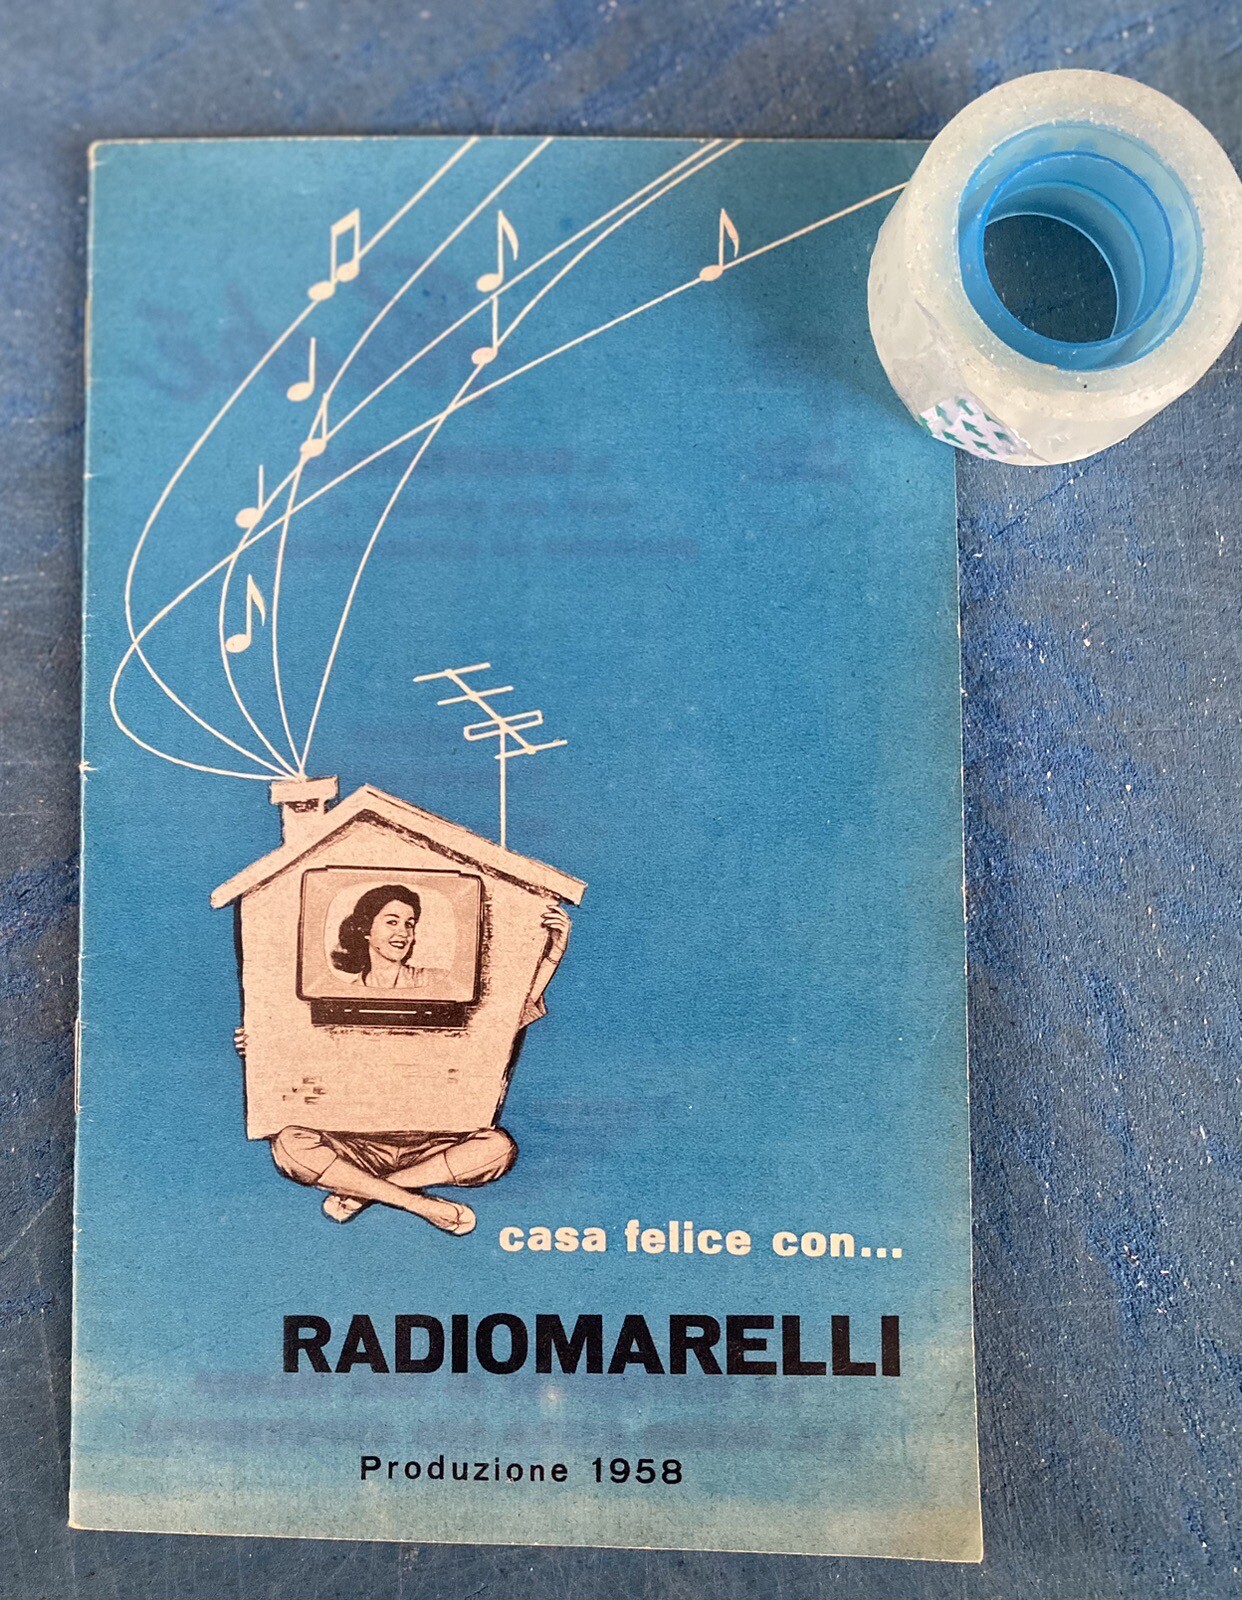 casa felice con...
RADIOMARELLI
Produzione 1958